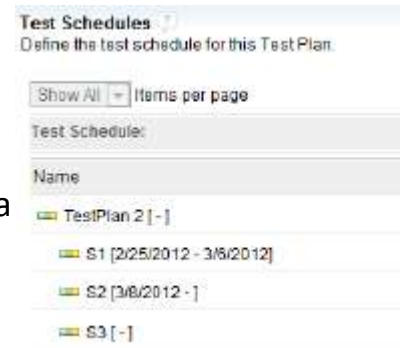 Test Schedules ?
Define the test schedule for this Test Plan.
Show All Items per page
Test Schedule:
Name
a
TestPlan 2 [ - ]
S1 [2/25/2012 - 3/6/2012]
S2 [3/8/2012 - ]
S3 [ - ]